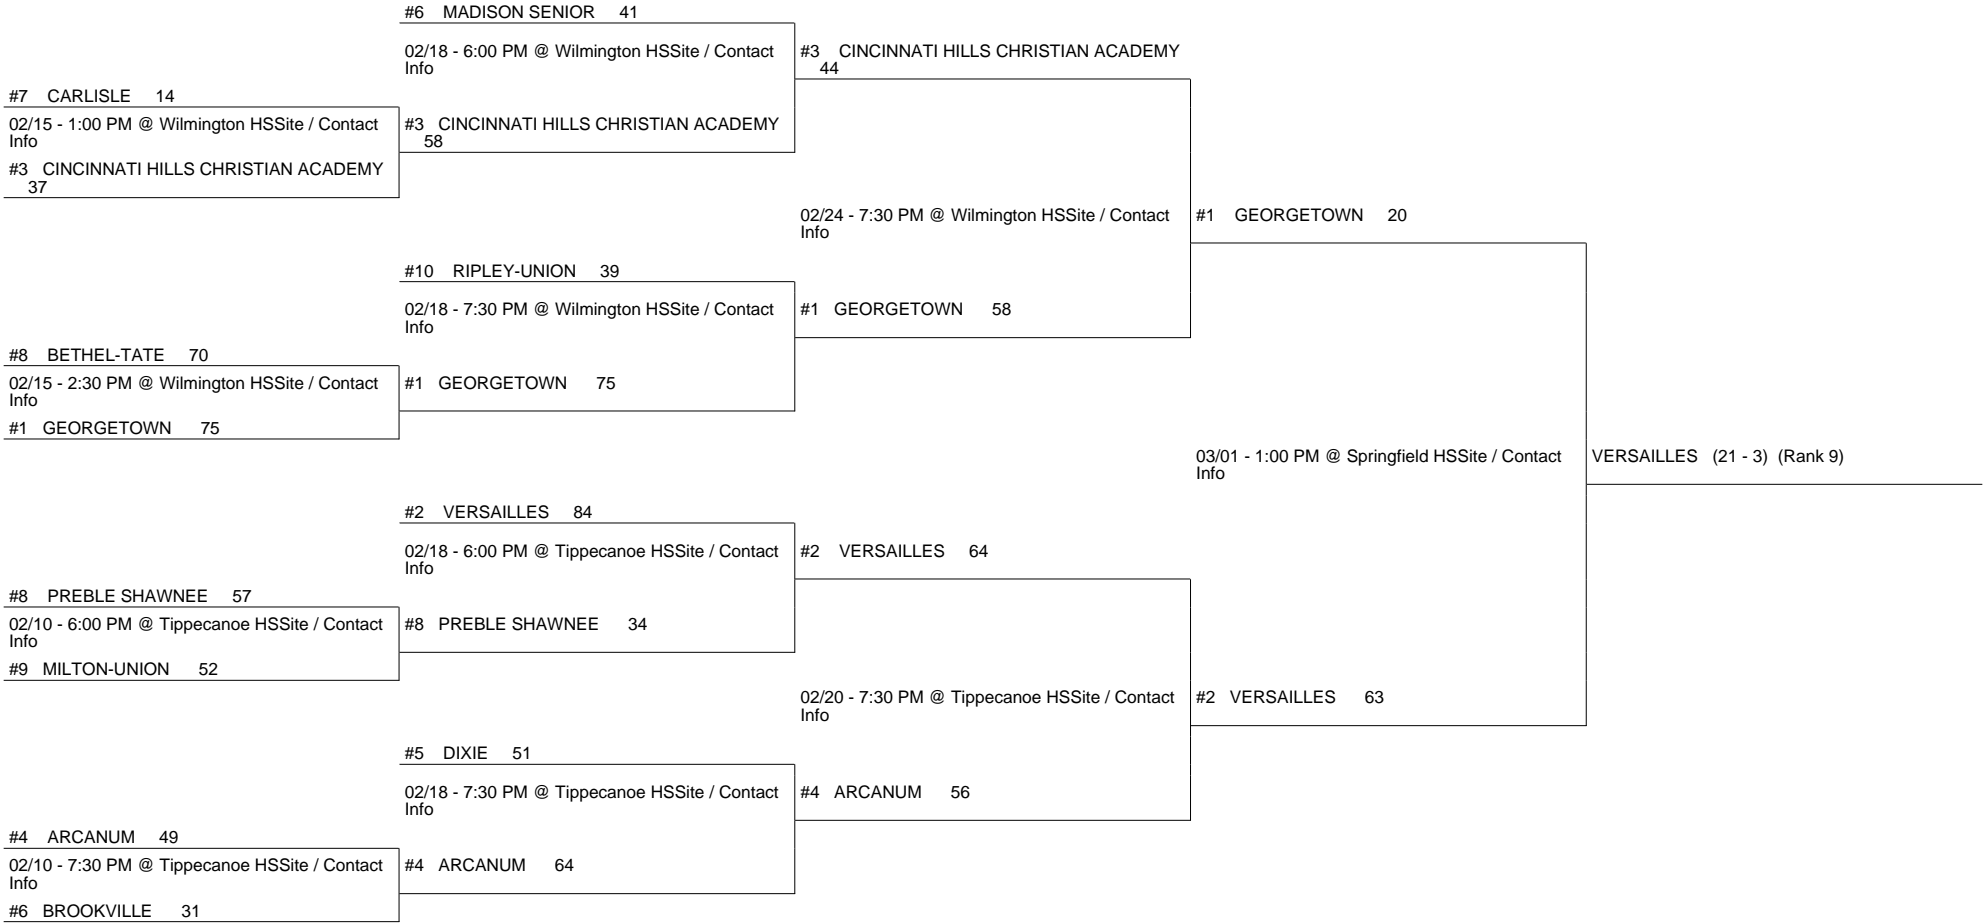 #6 MADISON SENIOR 41
02/18 - 6:00 PM @ Wilmington HSSite / Contact
Info
#3 CINCINNATI HILLS CHRISTIAN ACADEMY
44
#7 CARLISLE 14
02/15 - 1:00 PM @ Wilmington HSSite / Contact
Info
#3 CINCINNATI HILLS CHRISTIAN ACADEMY
58
#3 CINCINNATI HILLS CHRISTIAN ACADEMY
37
02/24 - 7:30 PM @ Wilmington HSSite / Contact
Info
#1 GEORGETOWN 20
#10 RIPLEY-UNION 39
02/18 - 7:30 PM @ Wilmington HSSite / Contact
Info
#1 GEORGETOWN 58
#8 BETHEL-TATE 70
02/15 - 2:30 PM @ Wilmington HSSite / Contact
Info
#1 GEORGETOWN 75
#1 GEORGETOWN 75
03/01 - 1:00 PM @ Springfield HSSite / Contact
Info
VERSAILLES (21 - 3) (Rank 9)
#2 VERSAILLES 84
02/18 - 6:00 PM @ Tippecanoe HSSite / Contact
Info
#2 VERSAILLES 64
#8 PREBLE SHAWNEE 57
02/10 - 6:00 PM @ Tippecanoe HSSite / Contact
Info
#8 PREBLE SHAWNEE 34
#9 MILTON-UNION 52
02/20 - 7:30 PM @ Tippecanoe HSSite / Contact
Info
#2 VERSAILLES 63
#5 DIXIE 51
02/18 - 7:30 PM @ Tippecanoe HSSite / Contact
Info
#4 ARCANUM 56
#4 ARCANUM 49
02/10 - 7:30 PM @ Tippecanoe HSSite / Contact
Info
#4 ARCANUM 64
#6 BROOKVILLE 31